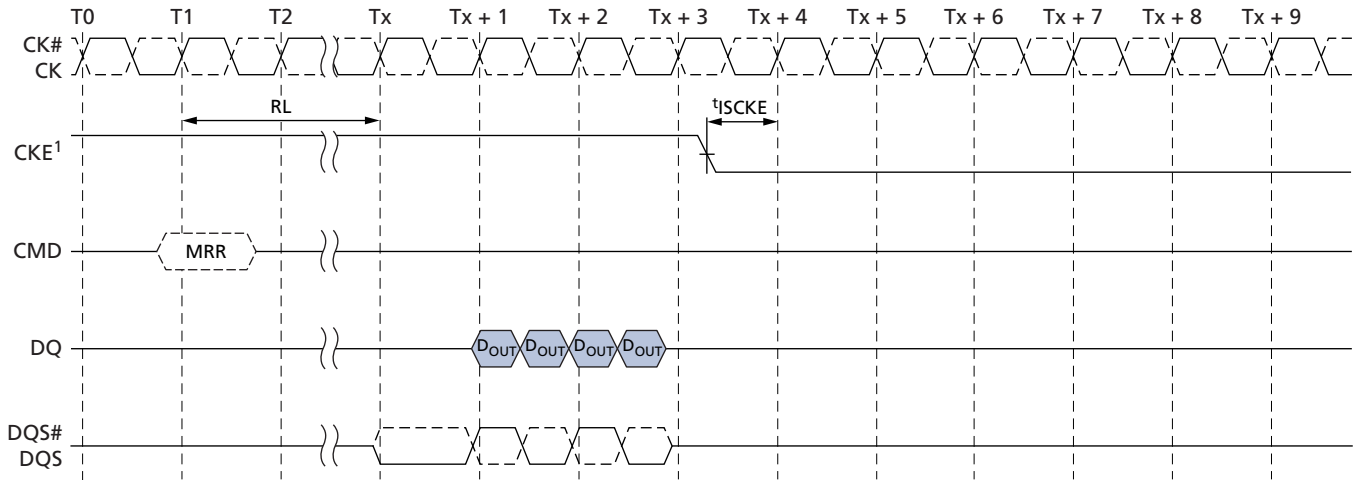 T0 T1 T2 Tx Tx + 1 Tx + 2 Tx + 3 Tx + 4 Tx + 5 Tx + 6 Tx + 7 Tx + 8 Tx + 9
CK#
CK
RL
tISCKE
CKE1
CMD
MRR
DQ
DOUT DOUT DOUT DOUT
DQS#
DQS